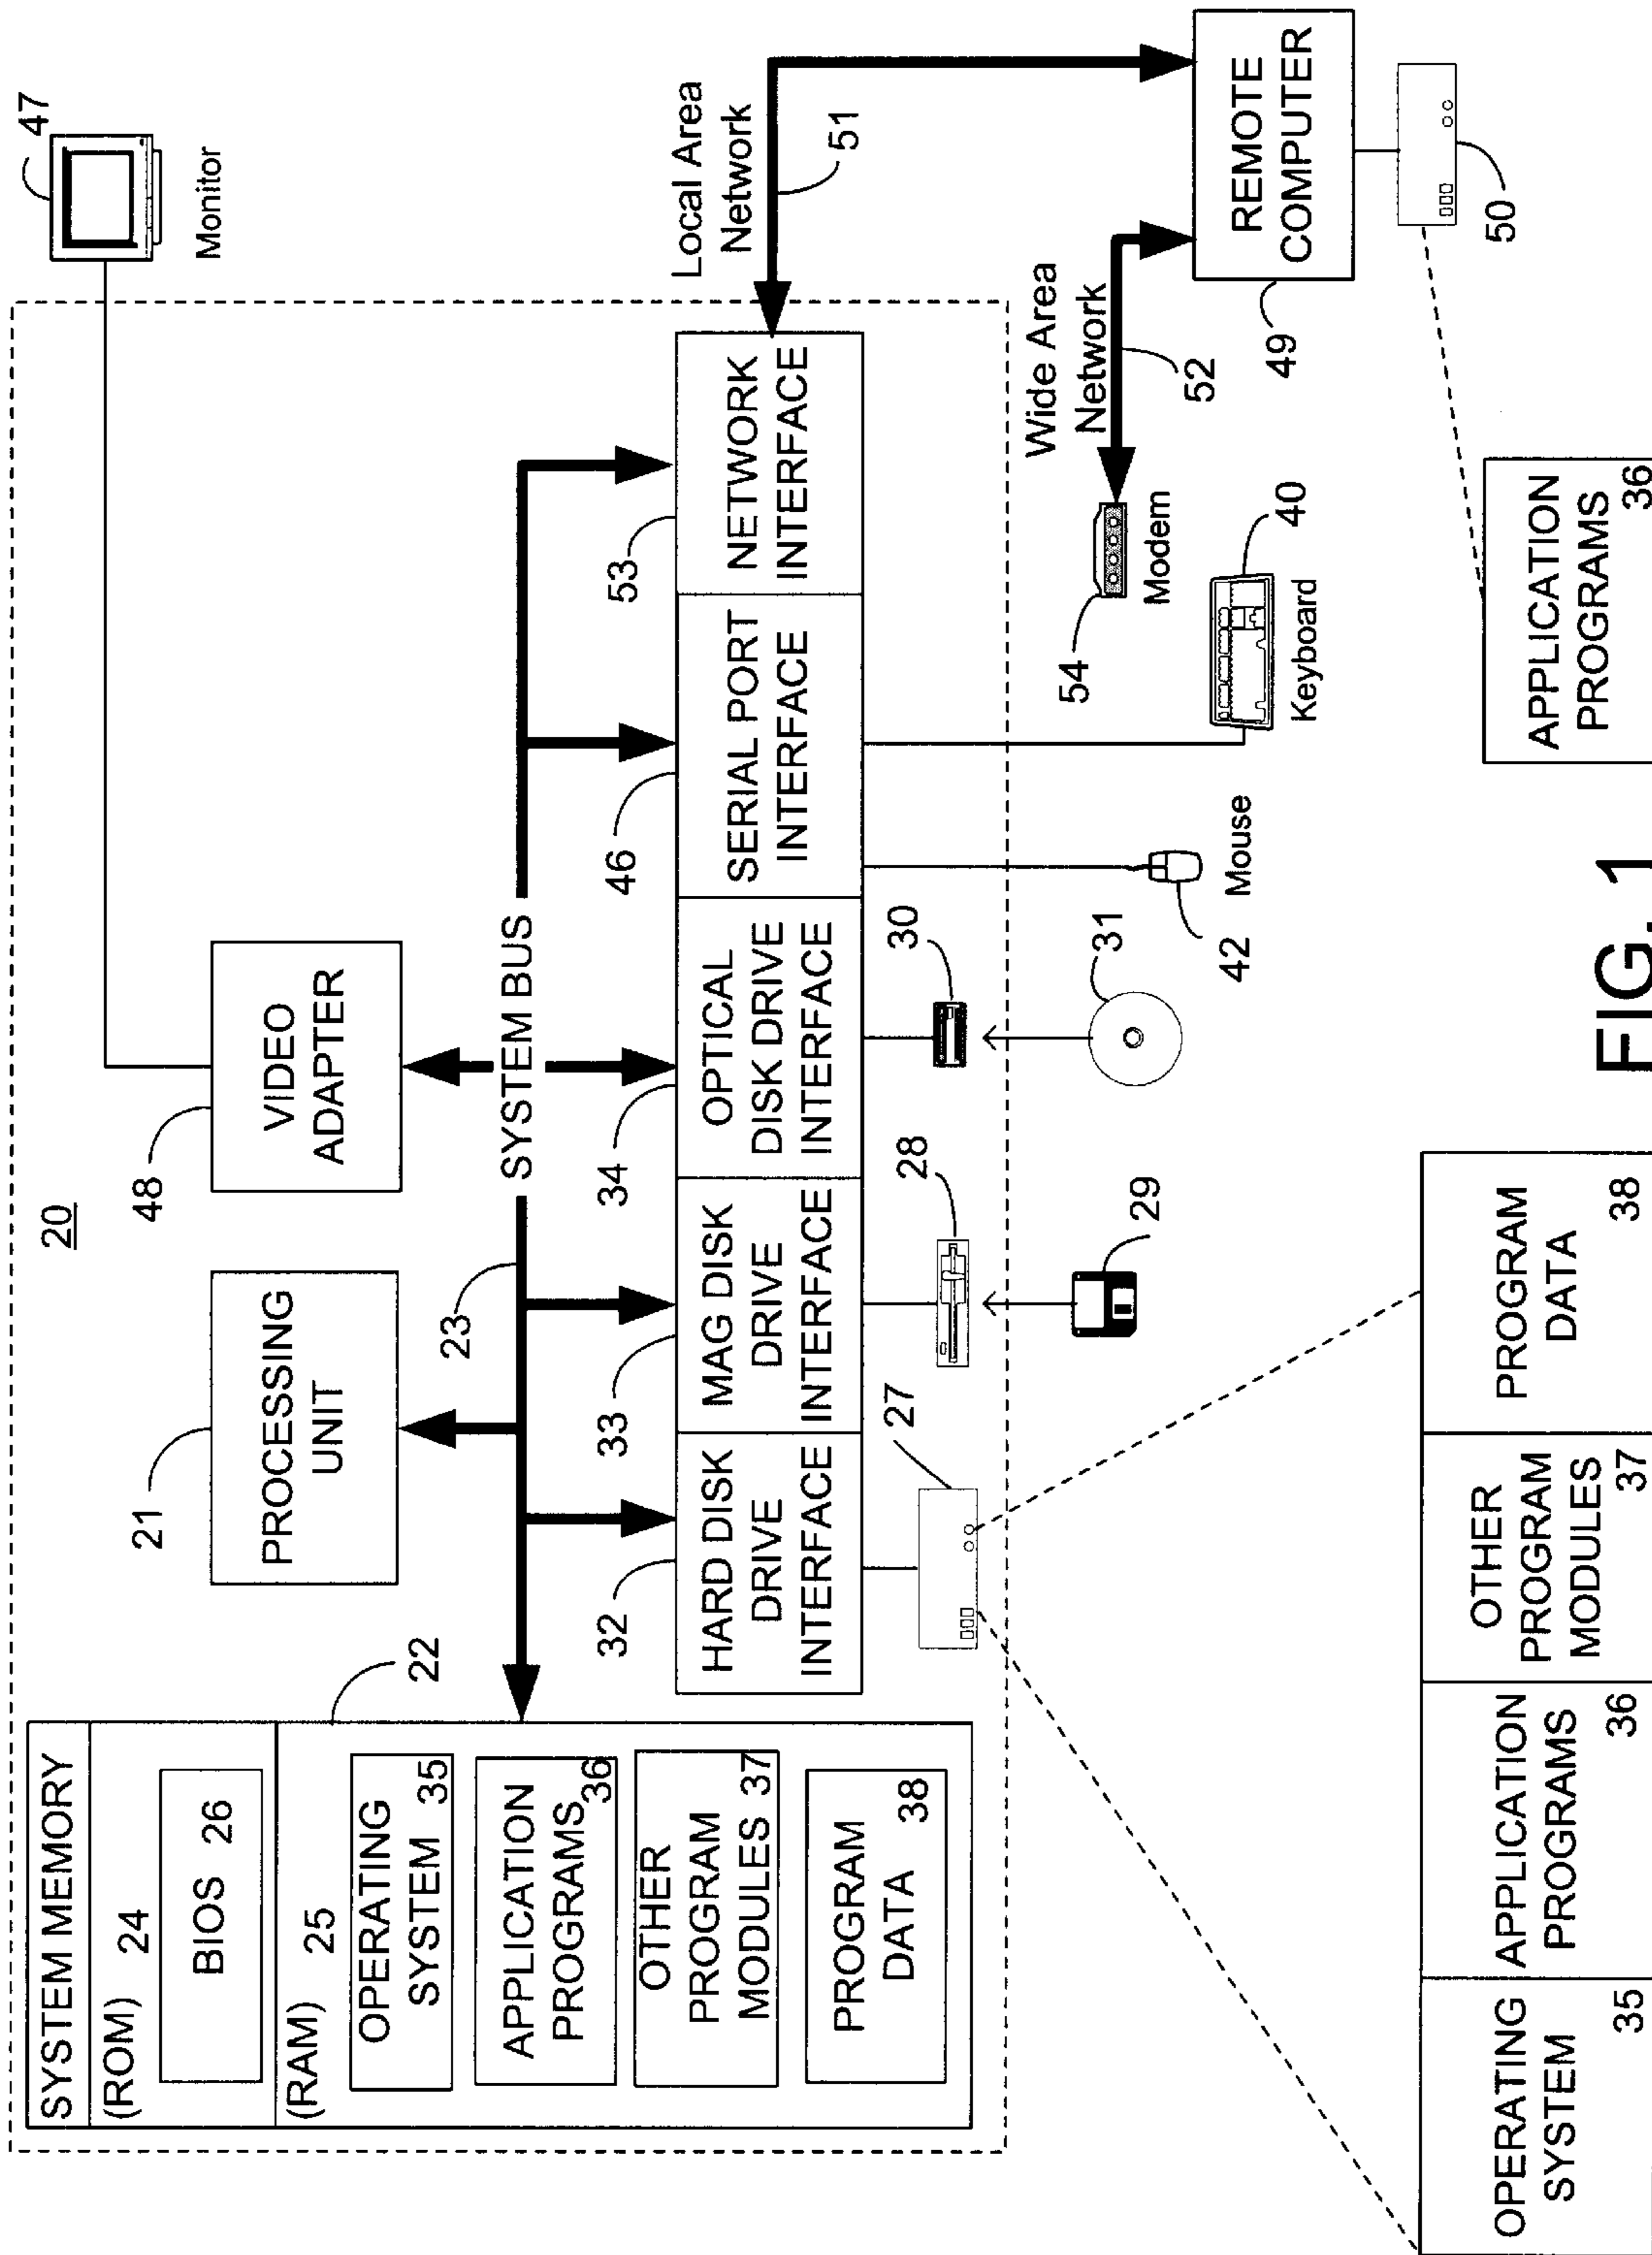 20
47
Monitor
SYSTEM MEMORY
(ROM) 24
BIOS 26
(RAM) 25
OPERATING
SYSTEM 35
APPLICATION
PROGRAMS 36
OTHER
PROGRAM
MODULES 37
PROGRAM
DATA 38
22
21
PROCESSING
UNIT
48
VIDEO
ADAPTER
23
SYSTEM BUS
32
33
34
46
53
HARD DISK
DRIVE
INTERFACE
MAG DISK
DRIVE
INTERFACE
OPTICAL
DISK DRIVE
INTERFACE
SERIAL PORT
INTERFACE
NETWORK
INTERFACE
Local Area
Network
51
27
28
30
29
31
42
Mouse
Keyboard
40
54
Modem
Wide Area
Network
52
49
REMOTE
COMPUTER
50
OPERATING
SYSTEM
35
APPLICATION
PROGRAMS
36
OTHER
PROGRAM
MODULES
37
PROGRAM
DATA
38
APPLICATION
PROGRAMS
36
FIG. 1